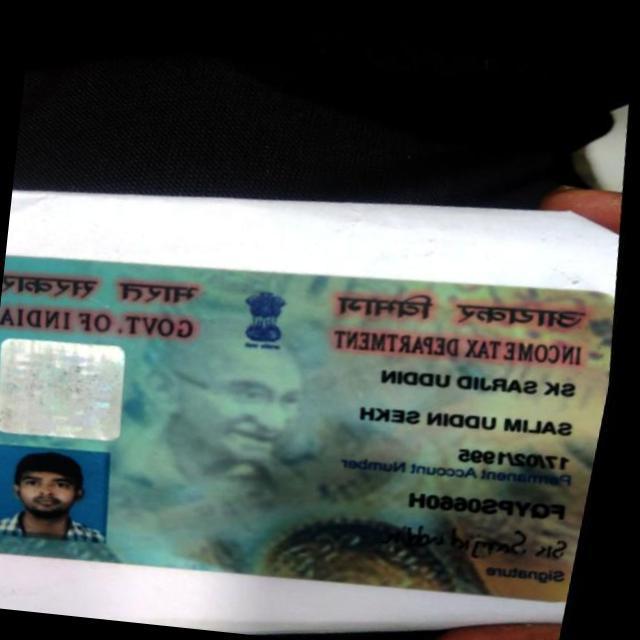 आयकर विभाग
INCOME TAX DEPARTMENT
भारत सरकार
GOVT. OF INDIA
SK SARJID UDDIN
SALIM UDDIN SEKH
17/02/1995
Permanent Account Number
FQYPS0660H
Sk Sarjid uddin
Signature